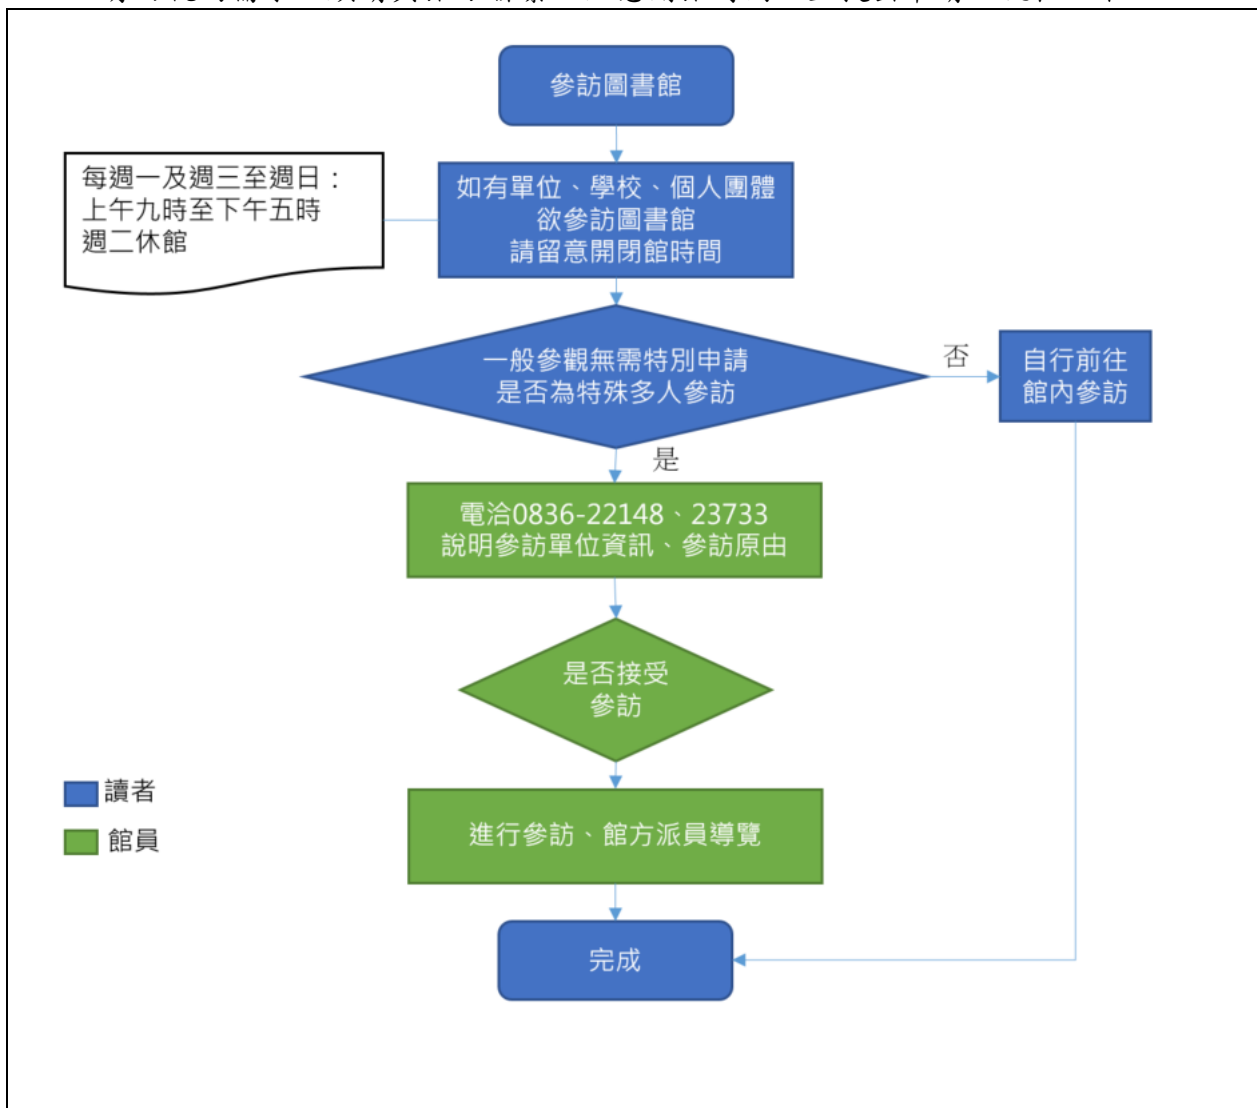 參訪圖書館
每週一及週三至週日：
上午九時至下午五時
週二休館
如有單位、學校、個人團體
欲參訪圖書館
請留意開閉館時間
一般參觀無需特別申請
是否為特殊多人參訪
否
自行前往
館內參訪
是
電洽0836-22148、23733
說明參訪單位資訊、參訪原由
是否接受
參訪
讀者
館員
進行參訪、館方派員導覽
完成